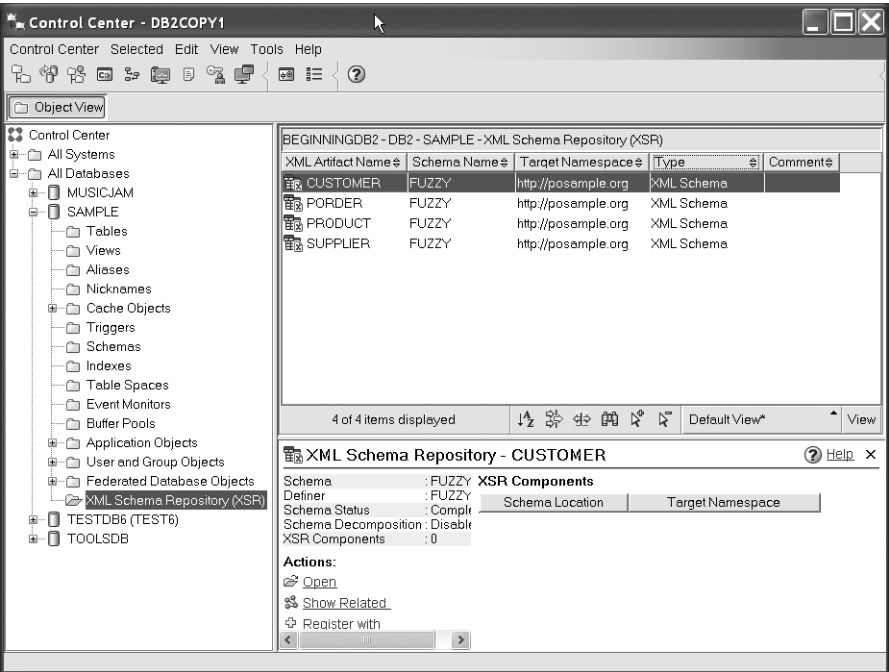 Control Center - DB2COPY1
Control Center Selected Edit View Tools Help
Object View
Control Center
All Systems
All Databases
MUSICJAM
SAMPLE
Tables
Views
Aliases
Nicknames
Cache Objects
Triggers
Schemas
Indexes
Table Spaces
Event Monitors
Buffer Pools
Application Objects
User and Group Objects
Federated Database Objects
XML Schema Repository (XSR)
TESTDB6 (TEST6)
TOOLSDB
BEGINNINGDB2 - DB2 - SAMPLE - XML Schema Repository (XSR)
XML Artifact Name Schema Name Target Namespace Type Comment
CUSTOMER FUZZY http://posample.org XML Schema
PORDER FUZZY http://posample.org XML Schema
PRODUCT FUZZY http://posample.org XML Schema
SUPPLIER FUZZY http://posample.org XML Schema
4 of 4 items displayed Default View* View
XML Schema Repository - CUSTOMER Help
Schema : FUZZY
Definer : FUZZY
Schema Status : Comple
Schema Decomposition : Disable
XSR Components : 0
XSR Components
Schema Location Target Namespace
Actions:
Open
Show Related
Register with